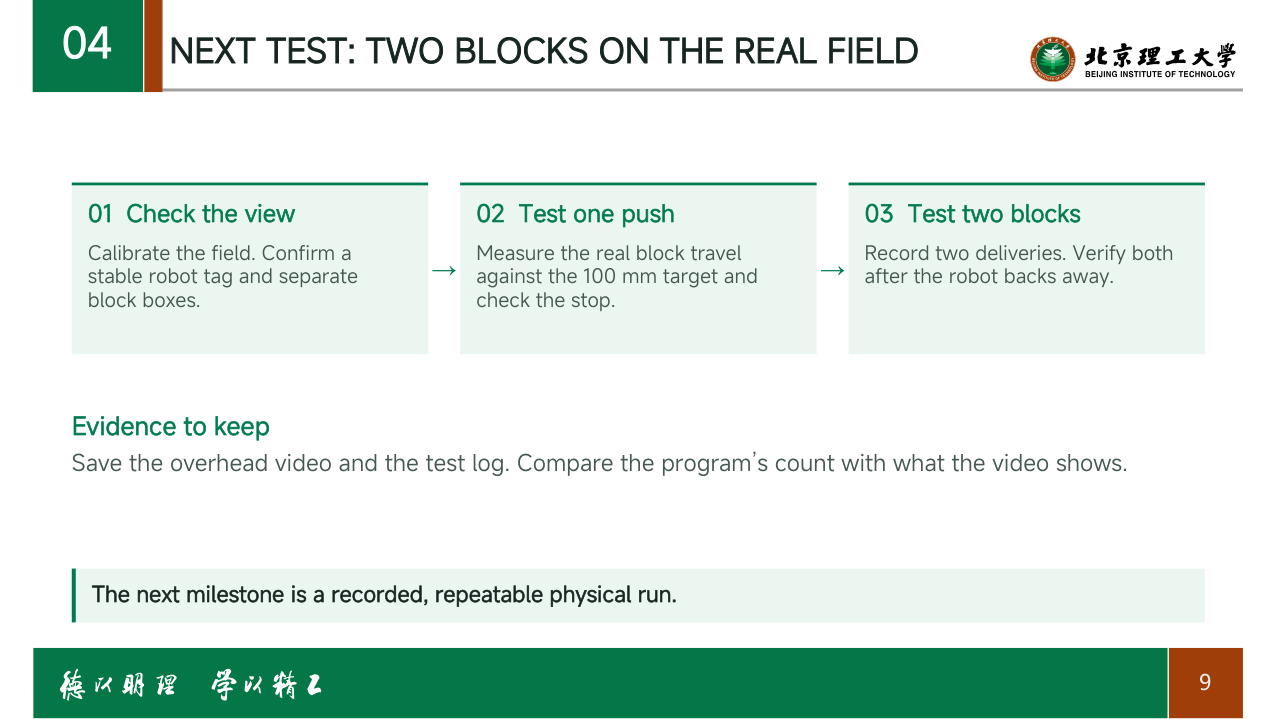 04
NEXT TEST: TWO BLOCKS ON THE REAL FIELD
北京理工大学
BEIJING INSTITUTE OF TECHNOLOGY
01 Check the view
Calibrate the field. Confirm a
stable robot tag and separate
block boxes.
→
02 Test one push
Measure the real block travel
against the 100 mm target and
check the stop.
→
03 Test two blocks
Record two deliveries. Verify both
after the robot backs away.
Evidence to keep
Save the overhead video and the test log. Compare the program’s count with what the video shows.
The next milestone is a recorded, repeatable physical run.
德以明理 学以精工
9